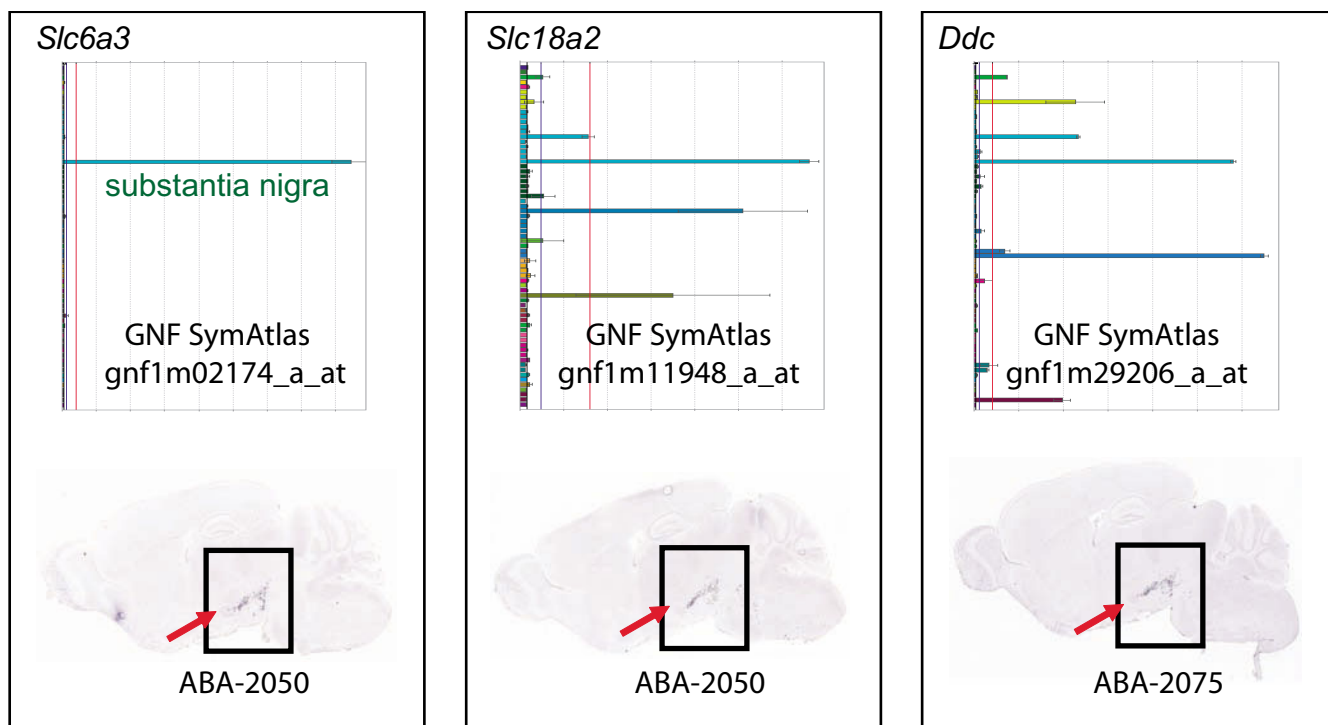 Slc6a3
substantia nigra
GNF SymAtlas
gnf1m02174_a_at
ABA-2050
Slc18a2
GNF SymAtlas
gnf1m11948_a_at
ABA-2050
Ddc
GNF SymAtlas
gnf1m29206_a_at
ABA-2075